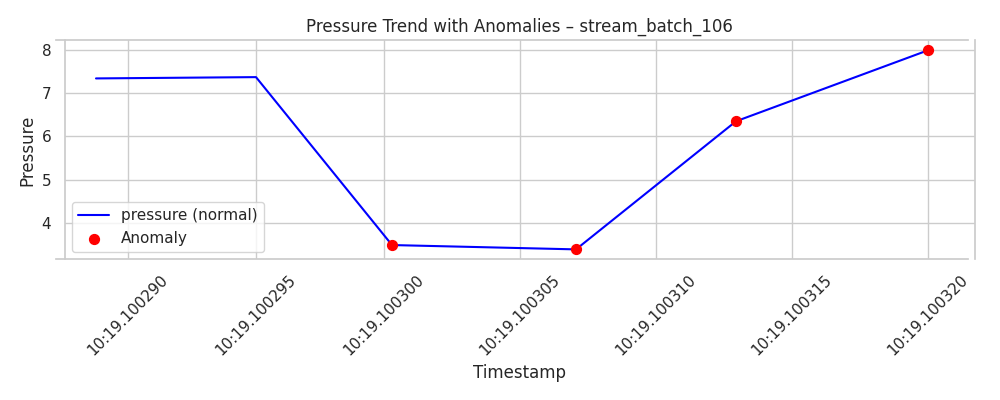 Pressure Trend with Anomalies – stream_batch_106
8
7
6
5
4
Pressure
pressure (normal)
Anomaly
10:19.100290
10:19.100295
10:19.100300
10:19.100305
10:19.100310
10:19.100315
10:19.100320
Timestamp